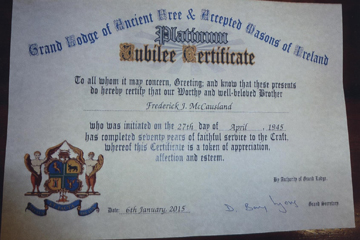 Grand Lodge of Ancient Free & Accepted Masons of Ireland
Platinum
Jubilee Certificate
To all whom it may concern, Greeting; and know that these presents
do hereby certify that our Worthy and well-beloved Brother
Frederick J. McCausland
who was initiated on the 27th day of April , 1945
has completed seventy years of faithful service to the Craft,
whereof this Certificate is a token of appreciation,
affection and esteem.
By Authority of Grand Lodge
Date 6th January, 2015
D. Barry Lyons
Grand Secretary